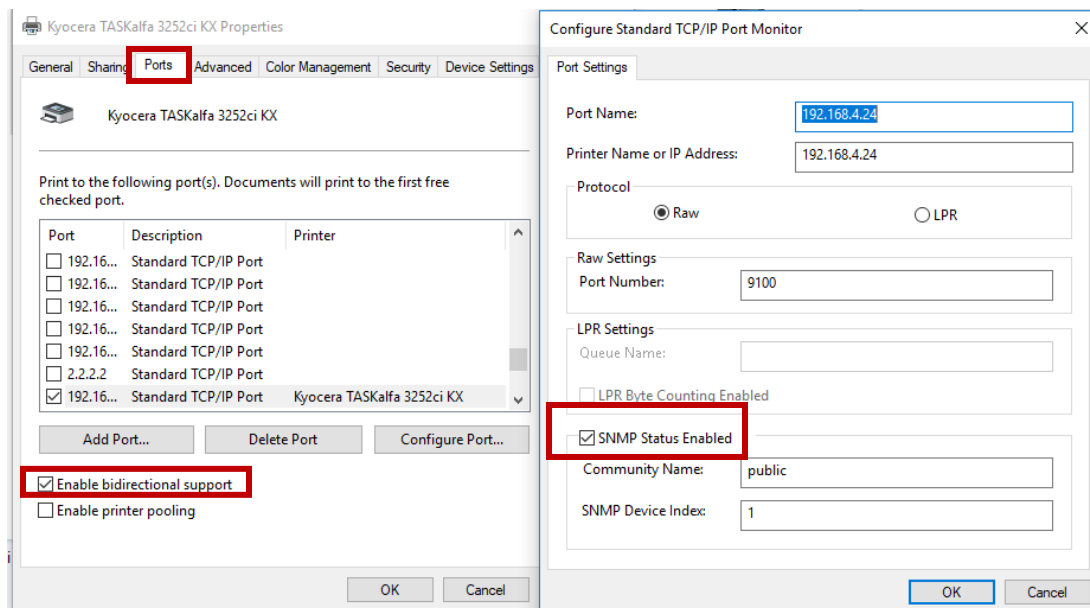 Kyocera TASKalfa 3252ci KX Properties
General Sharing Ports Advanced Color Management Security Device Settings
Kyocera TASKalfa 3252ci KX
Print to the following port(s). Documents will print to the first free
checked port.
Port Description Printer
192.16... Standard TCP/IP Port
192.16... Standard TCP/IP Port
192.16... Standard TCP/IP Port
192.16... Standard TCP/IP Port
192.16... Standard TCP/IP Port
2.2.2.2 Standard TCP/IP Port
192.16... Standard TCP/IP Port Kyocera TASKalfa 3252ci KX
Add Port... Delete Port Configure Port...
Enable bidirectional support
Enable printer pooling
OK Cancel
Configure Standard TCP/IP Port Monitor
Port Settings
Port Name: 192.168.4.24
Printer Name or IP Address: 192.168.4.24
Protocol
Raw LPR
Raw Settings
Port Number: 9100
LPR Settings
Queue Name:
LPR Byte Counting Enabled
SNMP Status Enabled
Community Name: public
SNMP Device Index: 1
OK Cancel